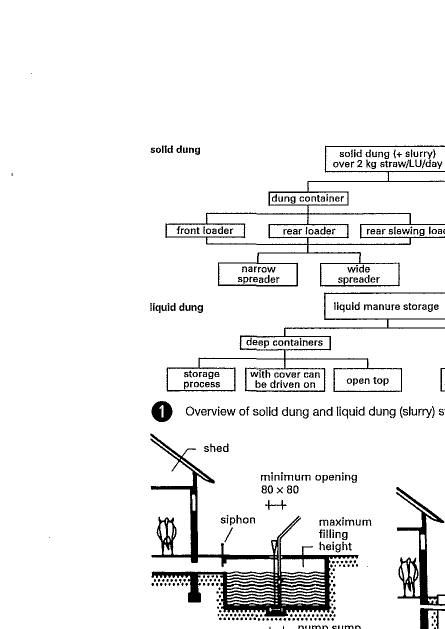 solid dung
solid dung (+ slurry)
over 2 kg straw/LU/day
dung container
front loader
rear loader
rear slewing
narrow
spreader
wide
spreader
liquid dung
liquid manure storage
deep containers
storage
process
with cover can
be driven on
open top
1 Overview of solid dung and liquid dung (slurry)
shed
minimum opening
80 × 80
siphon
maximum
filling
height
pump sump